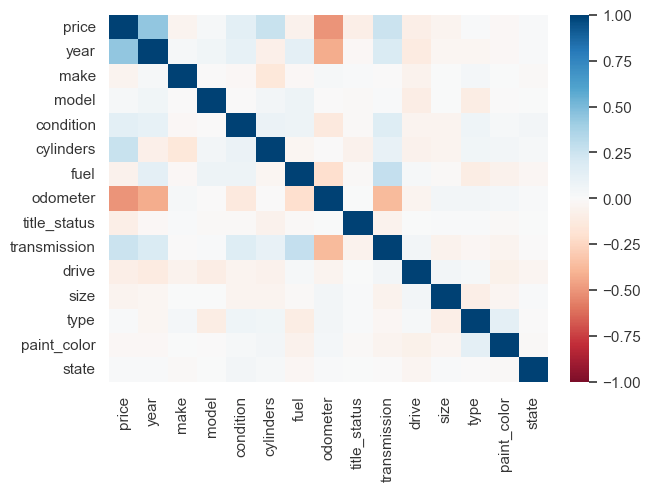 price
year
make
model
condition
cylinders
fuel
odometer
title_status
transmission
drive
size
type
paint_color
state
price
year
make
model
condition
cylinders
fuel
odometer
title_status
transmission
drive
size
type
paint_color
state
1.00
0.75
0.50
0.25
0.00
−0.25
−0.50
−0.75
−1.00